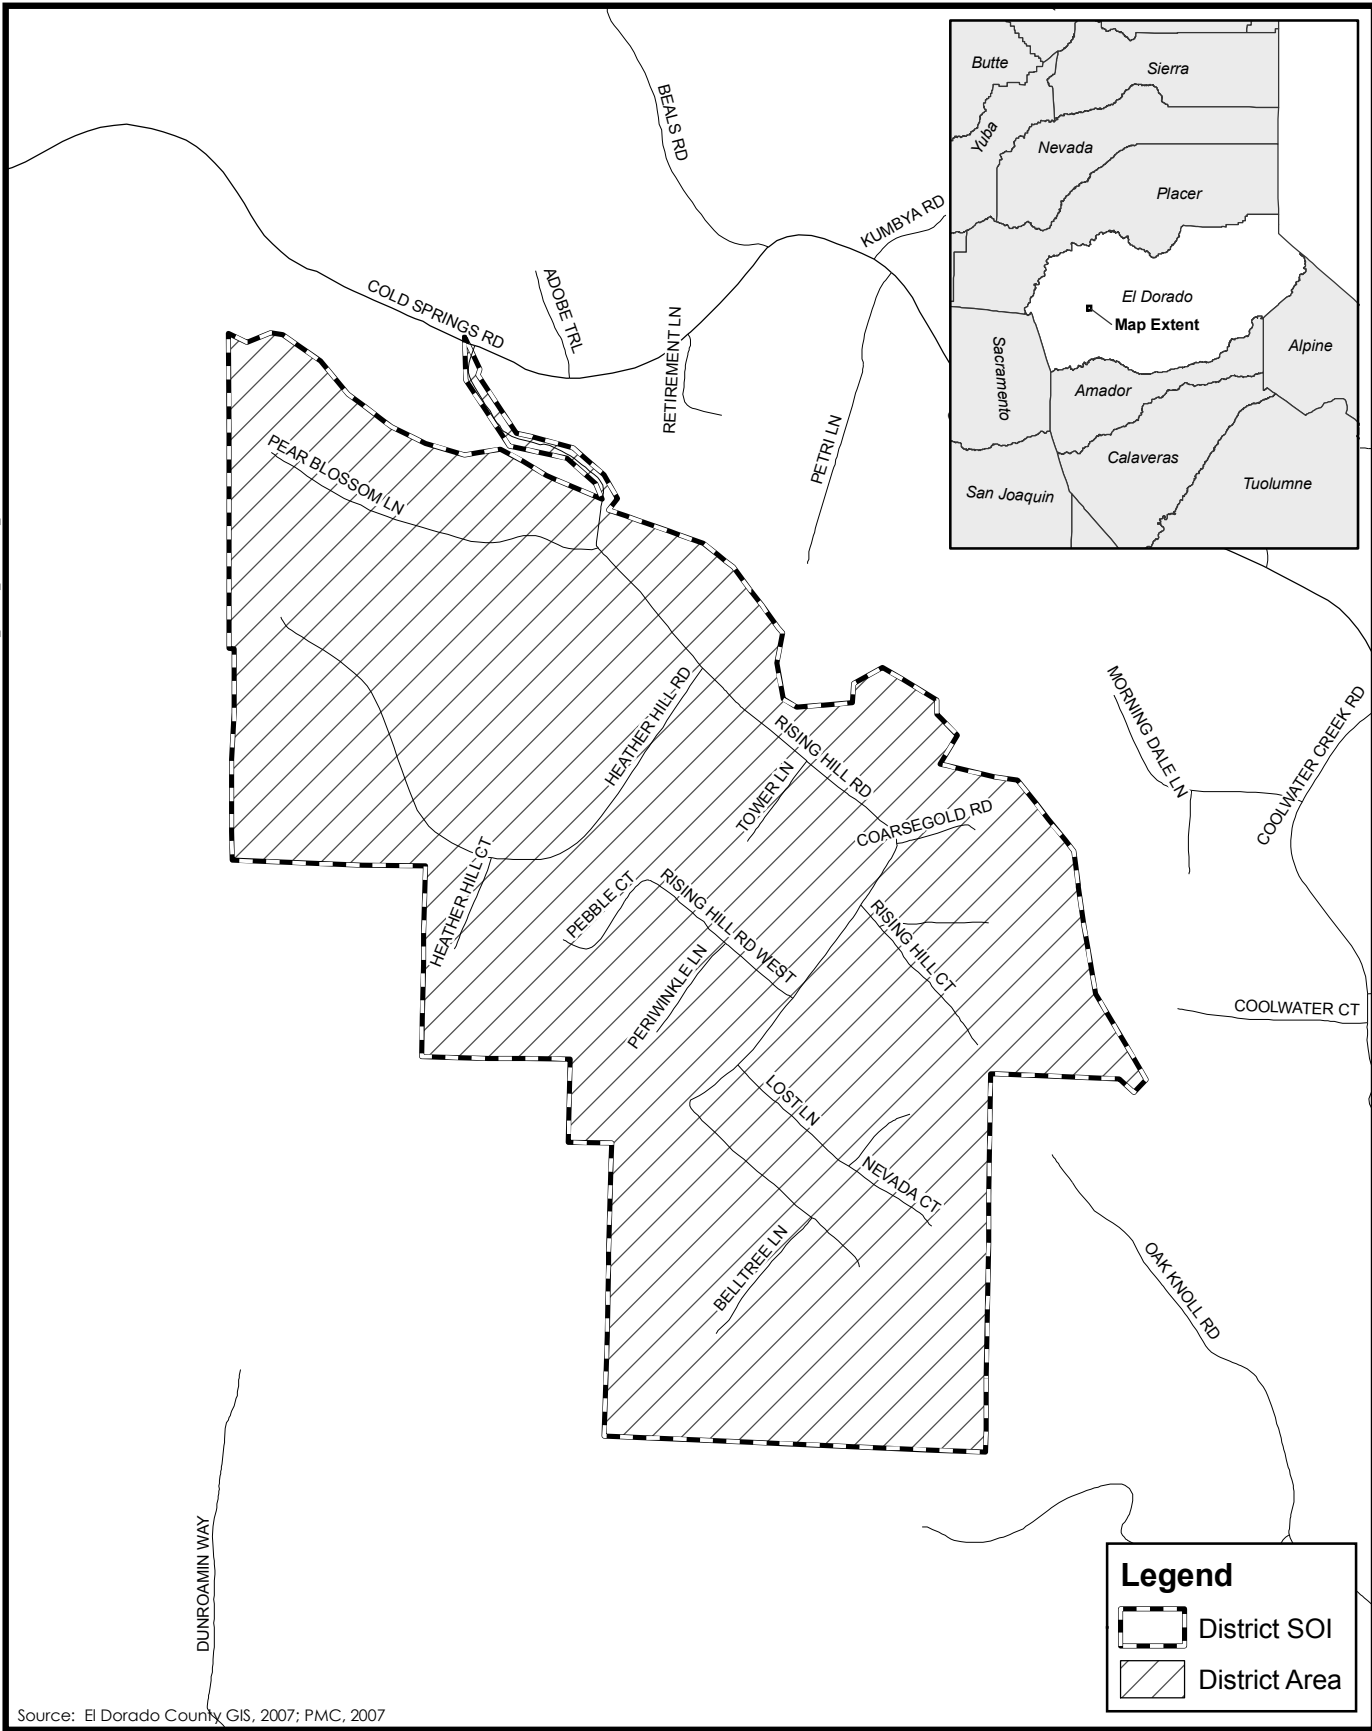 Butte
Sierra
Yuba
Nevada
Placer
El Dorado
Map Extent
Sacramento
Alpine
Amador
Calaveras
San Joaquin
Tuolumne
BEALS RD
KUMBYA RD
COLD SPRINGS RD
ADOBE TRL
RETIREMENT LN
PETRI LN
PEAR BLOSSOM LN
HEATHER HILL RD
RISING HILL RD
TOWER LN
COARSEGOLD RD
MORNING DALE LN
COOLWATER CREEK RD
HEATHER HILL CT
PEBBLE CT
RISING HILL RD WEST
PERIWINKLE LN
RISING HILL CT
COOLWATER CT
LOST LN
NEVADA CT
BELLTREE LN
OAK KNOLL RD
DUNROAMIN WAY
Legend
District SOI
District Area
Source: El Dorado County GIS, 2007; PMC, 2007